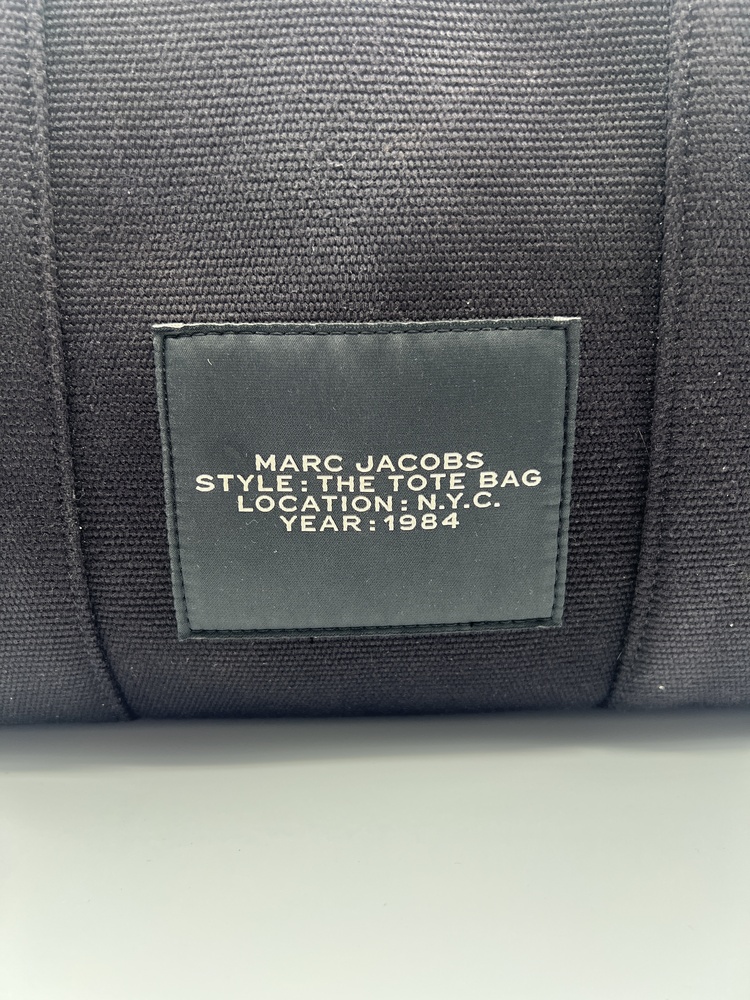 MARC JACOBS
STYLE : THE TOTE BAG
LOCATION : N.Y.C.
YEAR : 1984